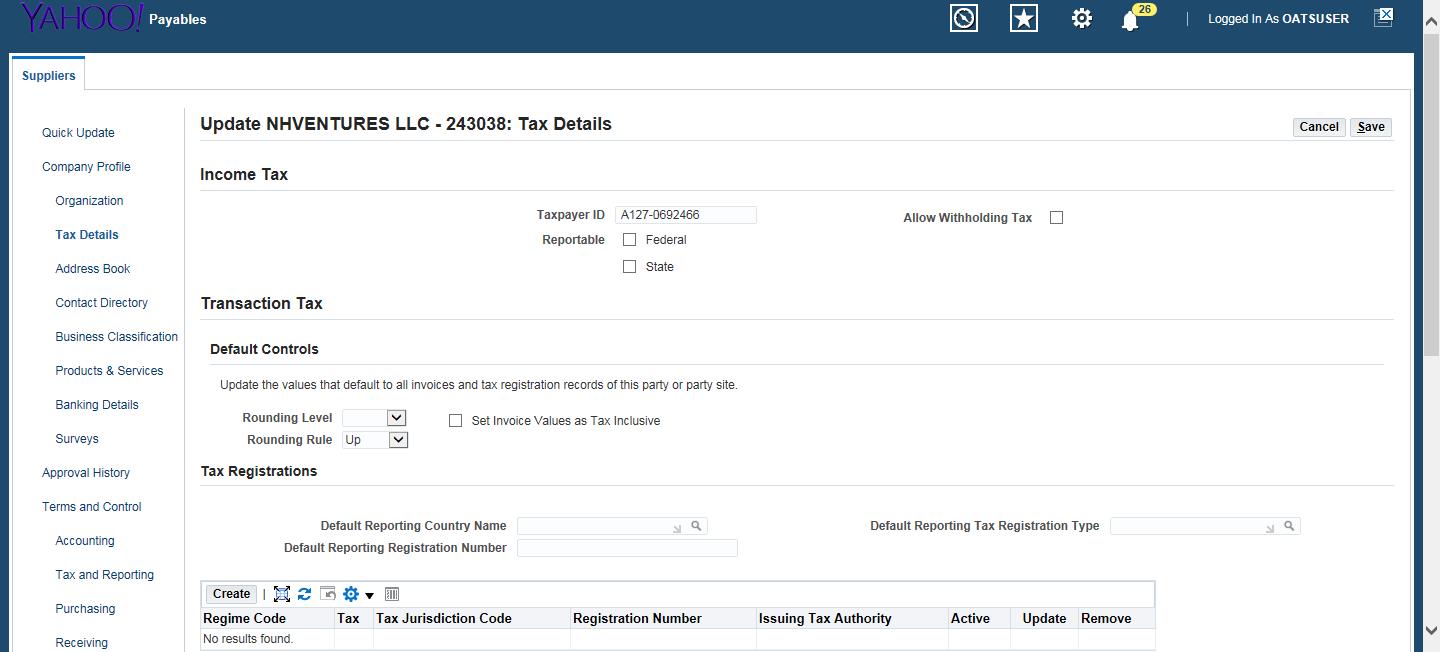 YAHOO! Payables
26
Logged In As OATSUSER
Suppliers
Quick Update
Company Profile
Organization
Tax Details
Address Book
Contact Directory
Business Classification
Products & Services
Banking Details
Surveys
Approval History
Terms and Control
Accounting
Tax and Reporting
Purchasing
Receiving
Update NHVENTURES LLC - 243038: Tax Details
Cancel Save
Income Tax
Taxpayer ID A127-0692466 Allow Withholding Tax
Reportable Federal
State
Transaction Tax
Default Controls
Update the values that default to all invoices and tax registration records of this party or party site.
Rounding Level Set Invoice Values as Tax Inclusive
Rounding Rule Up
Tax Registrations
Default Reporting Country Name Default Reporting Tax Registration Type
Default Reporting Registration Number
Create
Regime Code Tax Tax Jurisdiction Code Registration Number Issuing Tax Authority Active Update Remove
No results found.